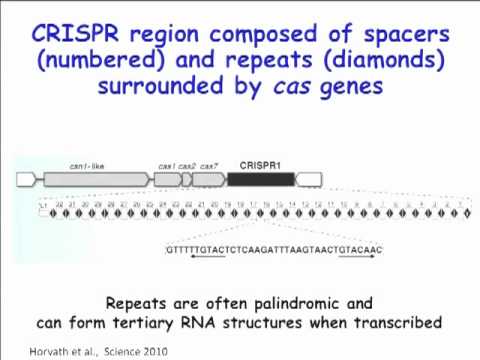 CRISPR region composed of spacers
(numbered) and repeats (diamonds)
surrounded by cas genes
csn1-like cas1 cas2 cas7 CRISPR1
L1 32 31 30 29 28 27 26 25 24 23 22 21 20 19 18 17 16 15 14 13 12 11 10 9 8 7 6 5 4 3 2 1
GTTTTTGTACTCTCAAGATTTAAGTAACTGTACAAC
Repeats are often palindromic and
can form tertiary RNA structures when transcribed
Horvath et al., Science 2010